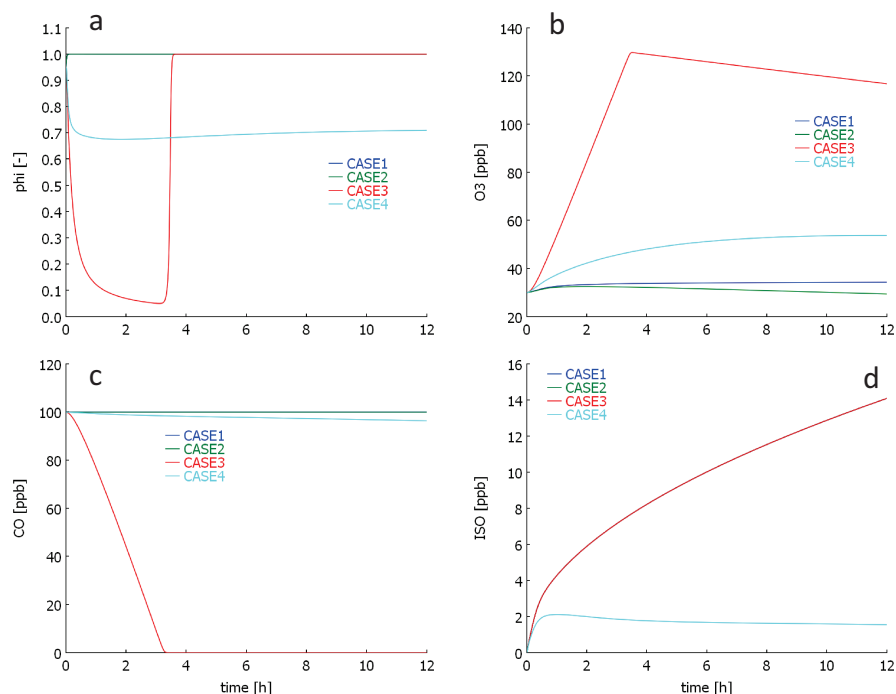 a
1.1
1.0
0.9
0.8
0.7
0.6
0.5
0.4
0.3
0.2
0.1
0.0
phi [-]
CASE1
CASE2
CASE3
CASE4
0 2 4 6 8 10 12
b
140
120
100
80
60
40
20
O3 [ppb]
CASE1
CASE2
CASE3
CASE4
0 2 4 6 8 10 12
c
120
100
80
60
40
20
0
CO [ppb]
CASE1
CASE2
CASE3
CASE4
0 2 4 6 8 10 12
time [h]
d
16
14
12
10
8
6
4
2
0
ISO [ppb]
CASE1
CASE2
CASE3
CASE4
0 2 4 6 8 10 12
time [h]